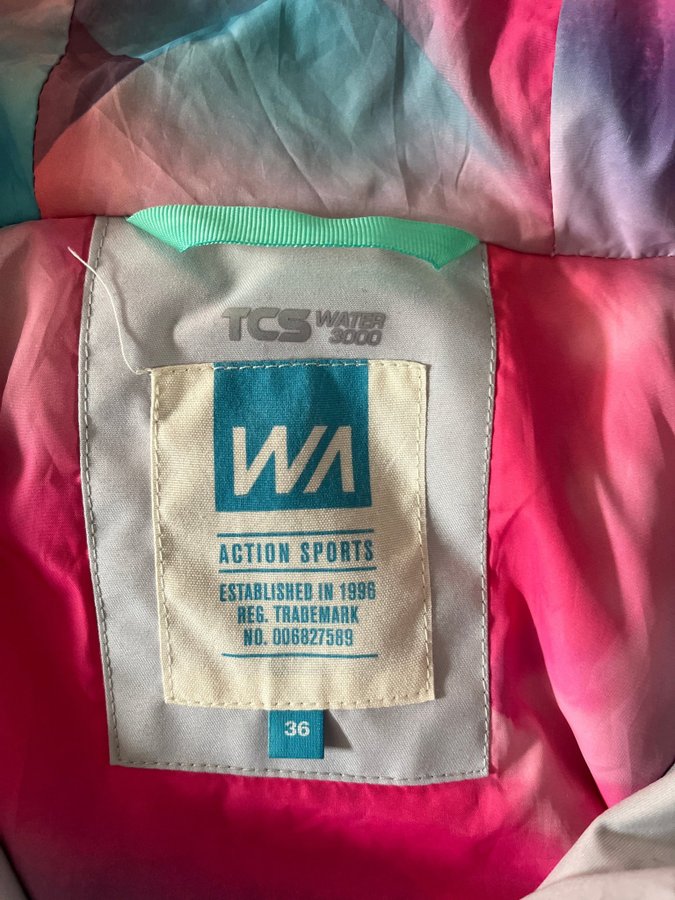 TCS WATER
3000
WA
ACTION SPORTS
ESTABLISHED IN 1996
REG. TRADEMARK
NO. 006827589
36